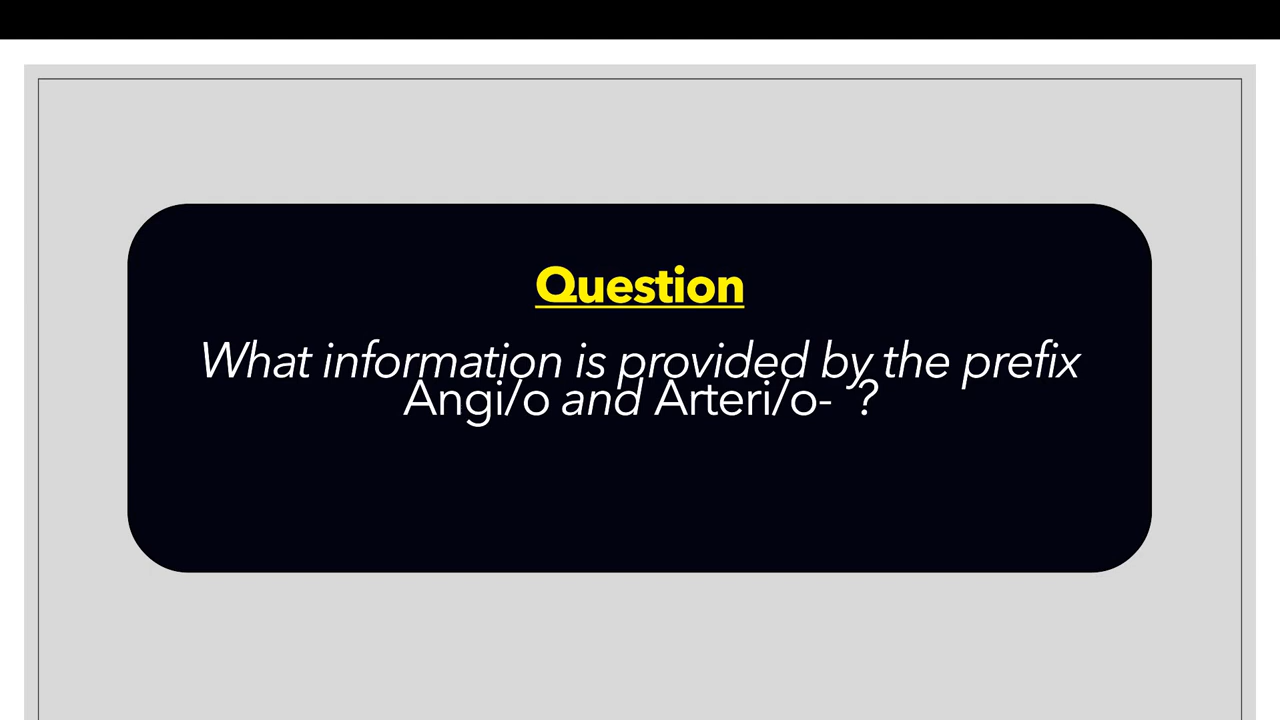 Question
What information is provided by the prefix
Angi/o and Arteri/o- ?